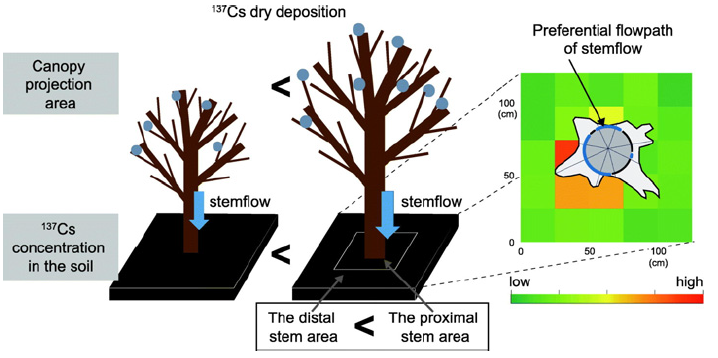 ¹³⁷Cs dry deposition
Canopy
projection
area
<
stemflow
stemflow
¹³⁷Cs
concentration
in the soil
<
The distal
stem area
<
The proximal
stem area
Preferential flowpath
of stemflow
100
(cm)
50
0
0
50
100
(cm)
low
high